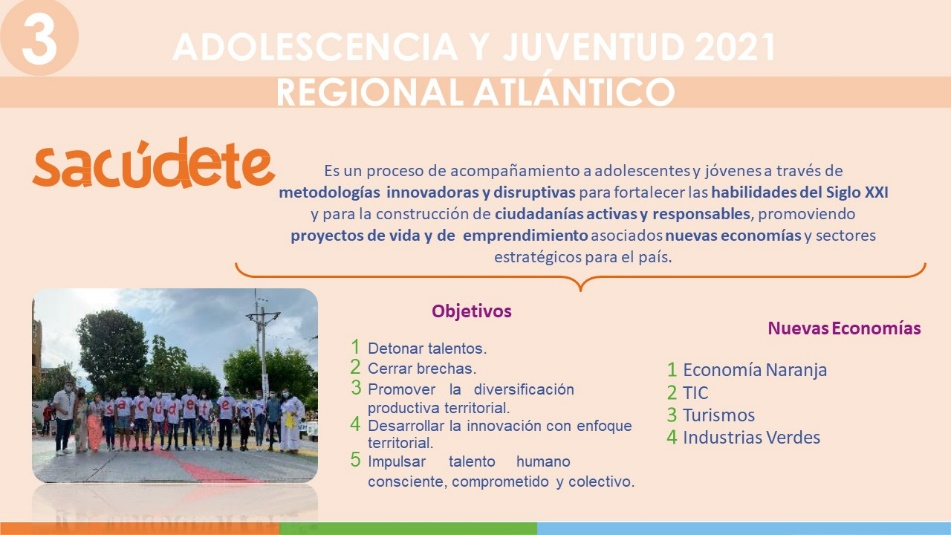 3
ADOLESCENCIA Y JUVENTUD 2021
REGIONAL ATLÁNTICO
sacúdete
Es un proceso de acompañamiento a adolescentes y jóvenes a través de
metodologías innovadoras y disruptivas para fortalecer las habilidades del Siglo XXI
y para la construcción de ciudadanías activas y responsables, promoviendo
proyectos de vida y de emprendimiento asociados nuevas economías y sectores
estratégicos para el país.
Objetivos
1 Detonar talentos.
2 Cerrar brechas.
3 Promover la diversificación
productiva territorial.
4 Desarrollar la innovación con enfoque
territorial.
5 Impulsar talento humano
consciente, comprometido y colectivo.
Nuevas Economías
1 Economía Naranja
2 TIC
3 Turismos
4 Industrias Verdes
sacúdete